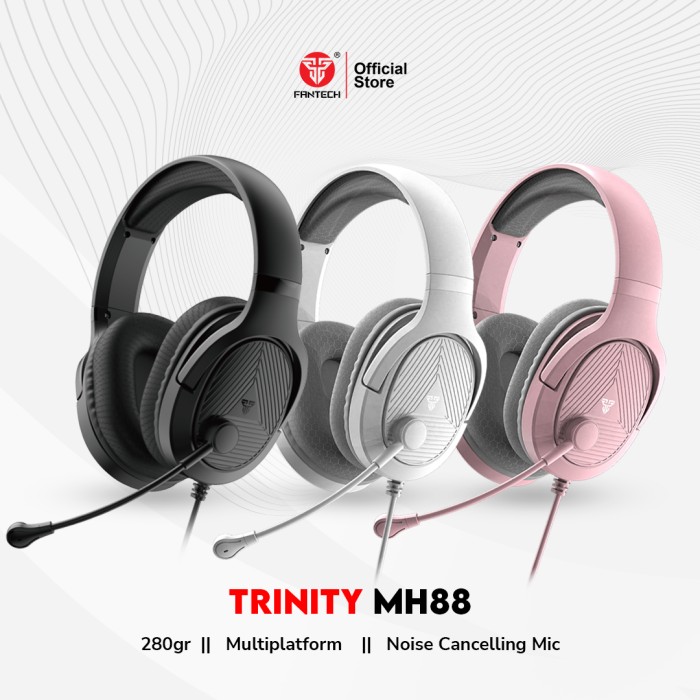 FANTECH®
Official
Store
TRINITY MH88
280gr || Multiplatform || Noise Cancelling Mic